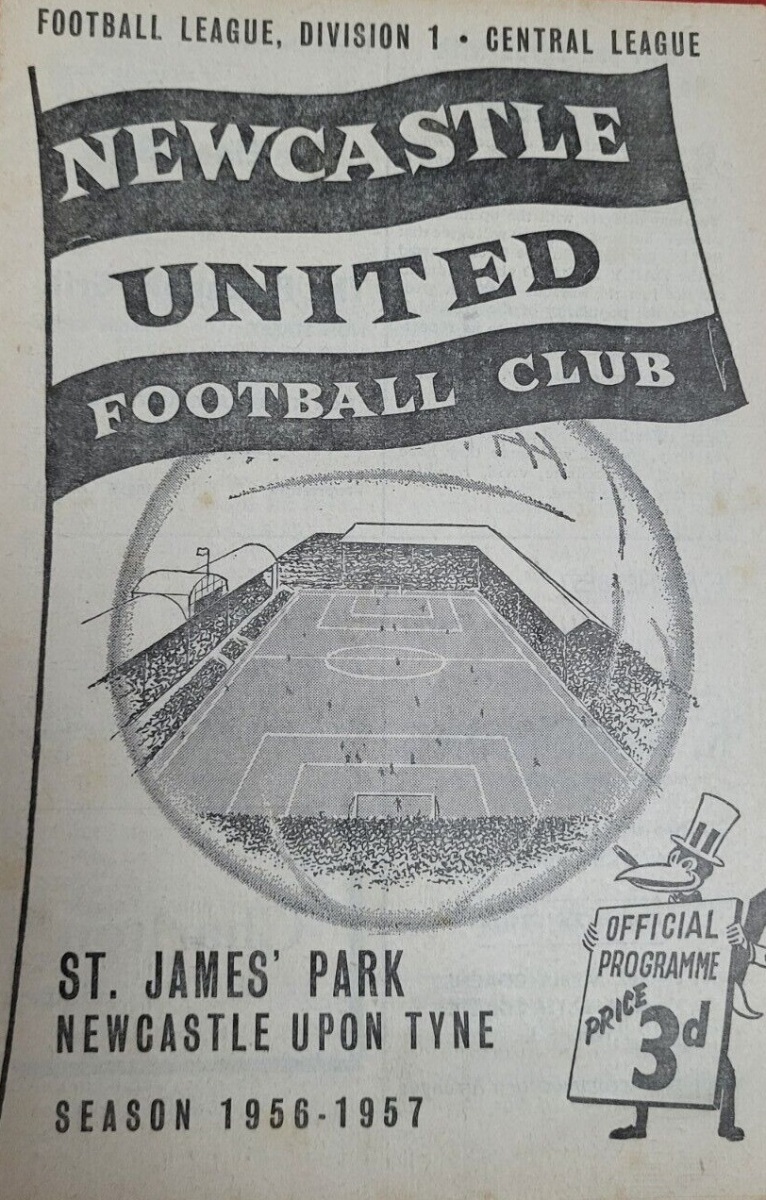 FOOTBALL LEAGUE, DIVISION 1 • CENTRAL LEAGUE
NEWCASTLE
UNITED
FOOTBALL CLUB
OFFICIAL
PROGRAMME
PRICE
3d
ST. JAMES' PARK
NEWCASTLE UPON TYNE
SEASON 1956-1957